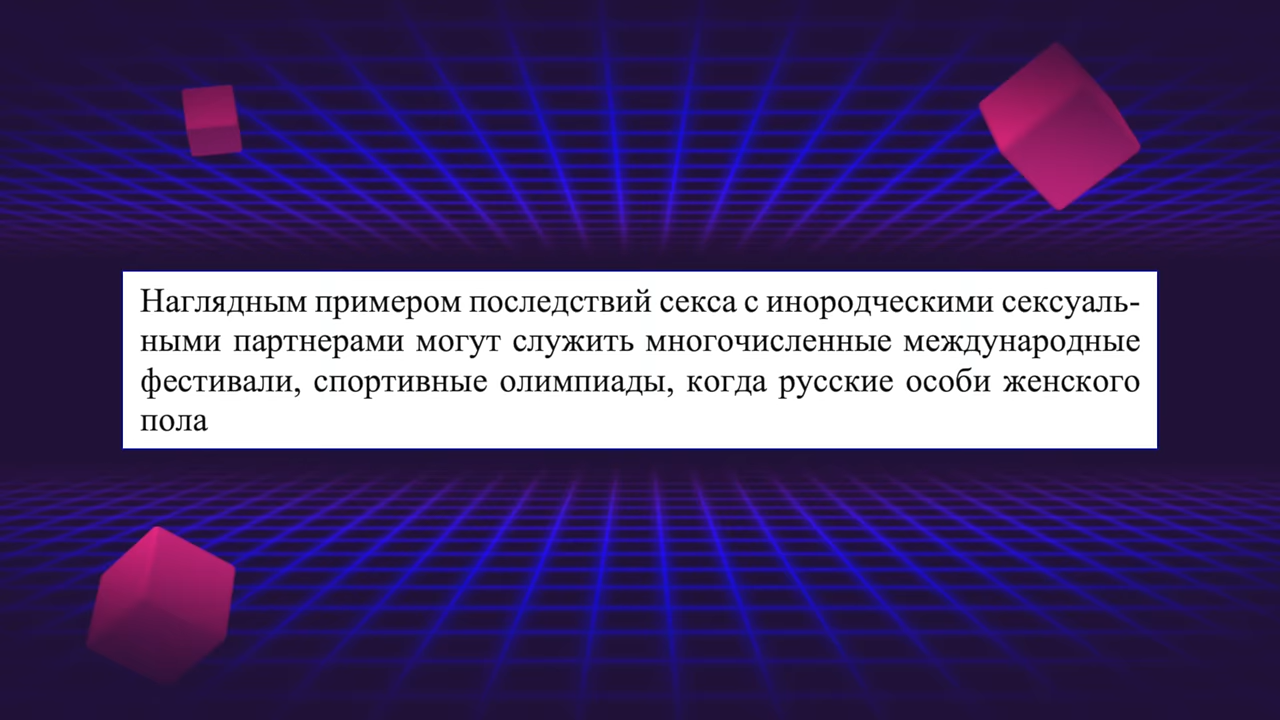 Наглядным примером последствий секса с инородческими сексуаль-
ными партнерами могут служить многочисленные международные
фестивали, спортивные олимпиады, когда русские особи женского
пола